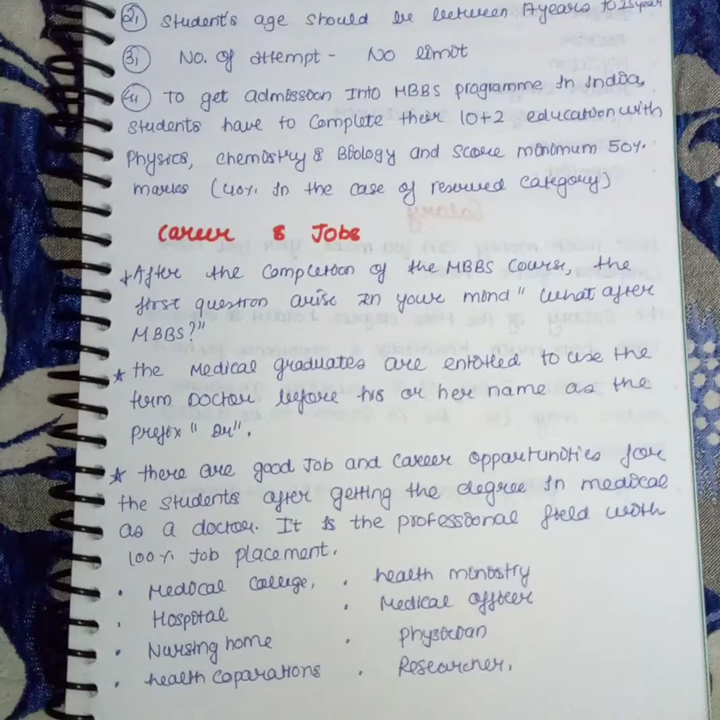 2, Student's age should be between 17 years to 25 year
3, No. of attempt - No limit
4, To get admission Into MBBS programme In India,
Students have to complete their 10+2 education with
Physics, chemistry & Biology and score minimum 50%
marks (40% In the case of reserved category)
Career & Jobs
* After the completion of the MBBS course, the
first question arise In your mind "what after
MBBS?"
* the Medical graduates are entitled to use the
term DOCTOR before his or her name as the
prefix "Dr".
* there are good Job and career opportunities for
the students after getting the degree In medical
as a doctor. It is the professional field with
100% Job placement.
• Medical college, • health ministry
• Hospital • Medical officer
• Nursing home • Physician
• health coparations • Researcher.